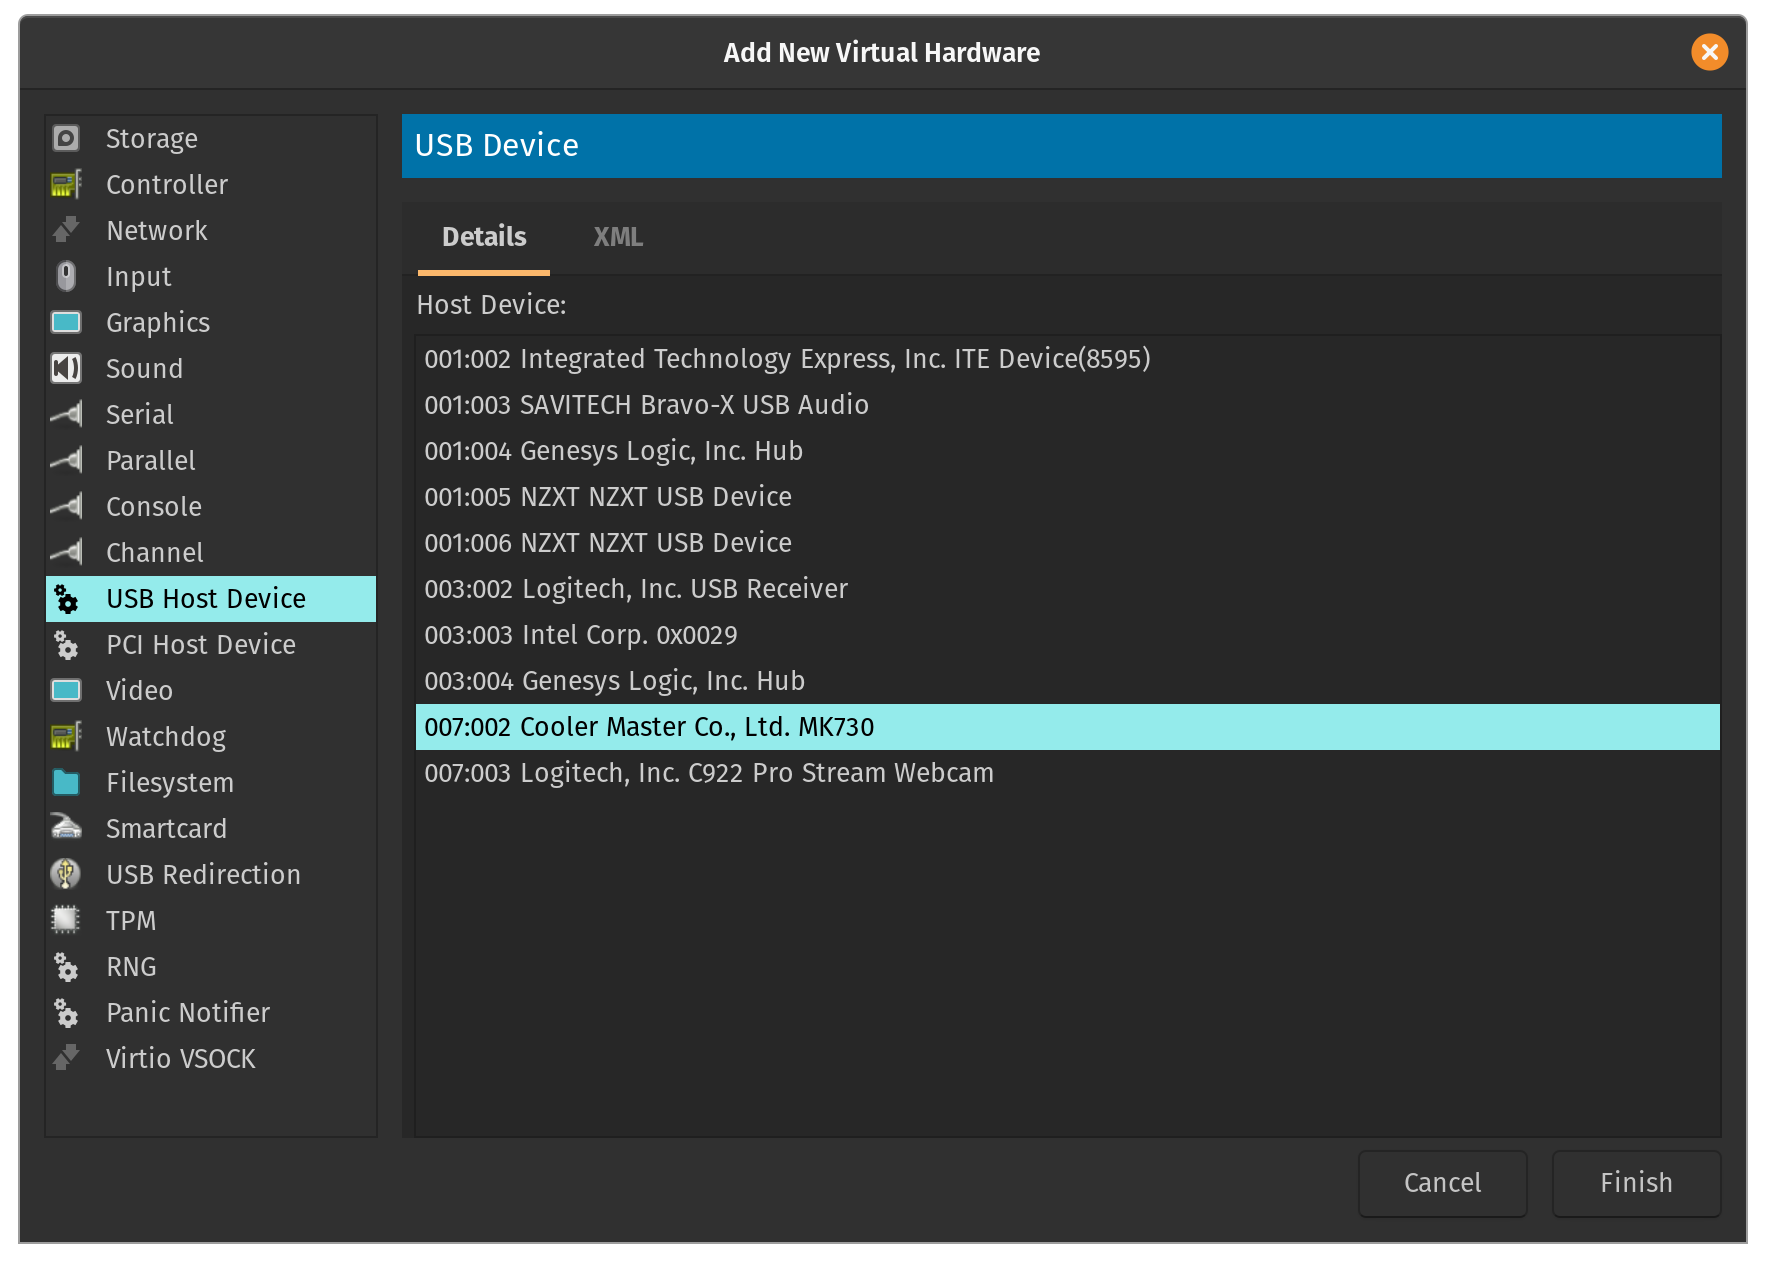 Add New Virtual Hardware
Storage
Controller
Network
Input
Graphics
Sound
Serial
Parallel
Console
Channel
USB Host Device
PCI Host Device
Video
Watchdog
Filesystem
Smartcard
USB Redirection
TPM
RNG
Panic Notifier
Virtio VSOCK
USB Device
Details XML
Host Device:
001:002 Integrated Technology Express, Inc. ITE Device(8595)
001:003 SAVITECH Bravo-X USB Audio
001:004 Genesys Logic, Inc. Hub
001:005 NZXT NZXT USB Device
001:006 NZXT NZXT USB Device
003:002 Logitech, Inc. USB Receiver
003:003 Intel Corp. 0x0029
003:004 Genesys Logic, Inc. Hub
007:002 Cooler Master Co., Ltd. MK730
007:003 Logitech, Inc. C922 Pro Stream Webcam
Cancel Finish